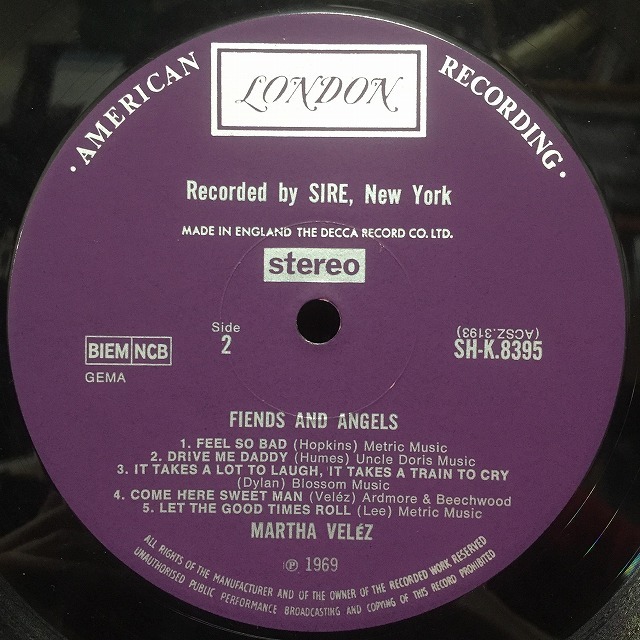 · AMERICAN RECORDING ·
LONDON
Recorded by SIRE, New York
MADE IN ENGLAND THE DECCA RECORD CO. LTD.
stereo
Side
2
BIEM NCB
GEMA
(ACSZ.3193)
SH-K.8395
FIENDS AND ANGELS
1. FEEL SO BAD (Hopkins) Metric Music
2. DRIVE ME DADDY (Humes) Uncle Doris Music
3. IT TAKES A LOT TO LAUGH, IT TAKES A TRAIN TO CRY
(Dylan) Blossom Music
4. COME HERE SWEET MAN (Veléz) Ardmore & Beechwood
5. LET THE GOOD TIMES ROLL (Lee) Metric Music
MARTHA VELéZ
℗ 1969
ALL RIGHTS OF THE MANUFACTURER AND OF THE OWNER OF THE RECORDED WORK RESERVED
UNAUTHORISED PUBLIC PERFORMANCE BROADCASTING AND COPYING OF THIS RECORD PROHIBITED